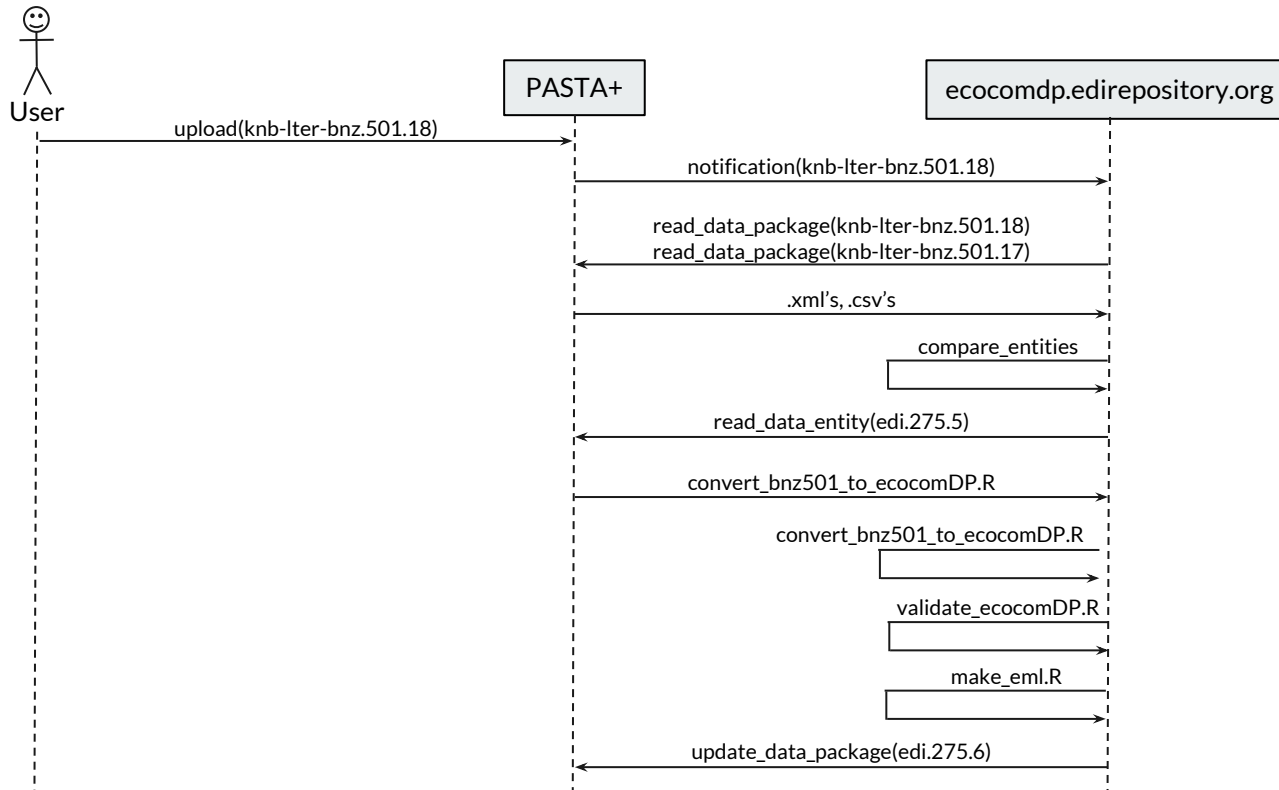 User
PASTA+
ecocomdp.edirepository.org
upload(knb-lter-bnz.501.18)
notification(knb-lter-bnz.501.18)
read_data_package(knb-lter-bnz.501.18)
read_data_package(knb-lter-bnz.501.17)
.xml’s, .csv’s
compare_entities
read_data_entity(edi.275.5)
convert_bnz501_to_ecocomDP.R
convert_bnz501_to_ecocomDP.R
validate_ecocomDP.R
make_eml.R
update_data_package(edi.275.6)